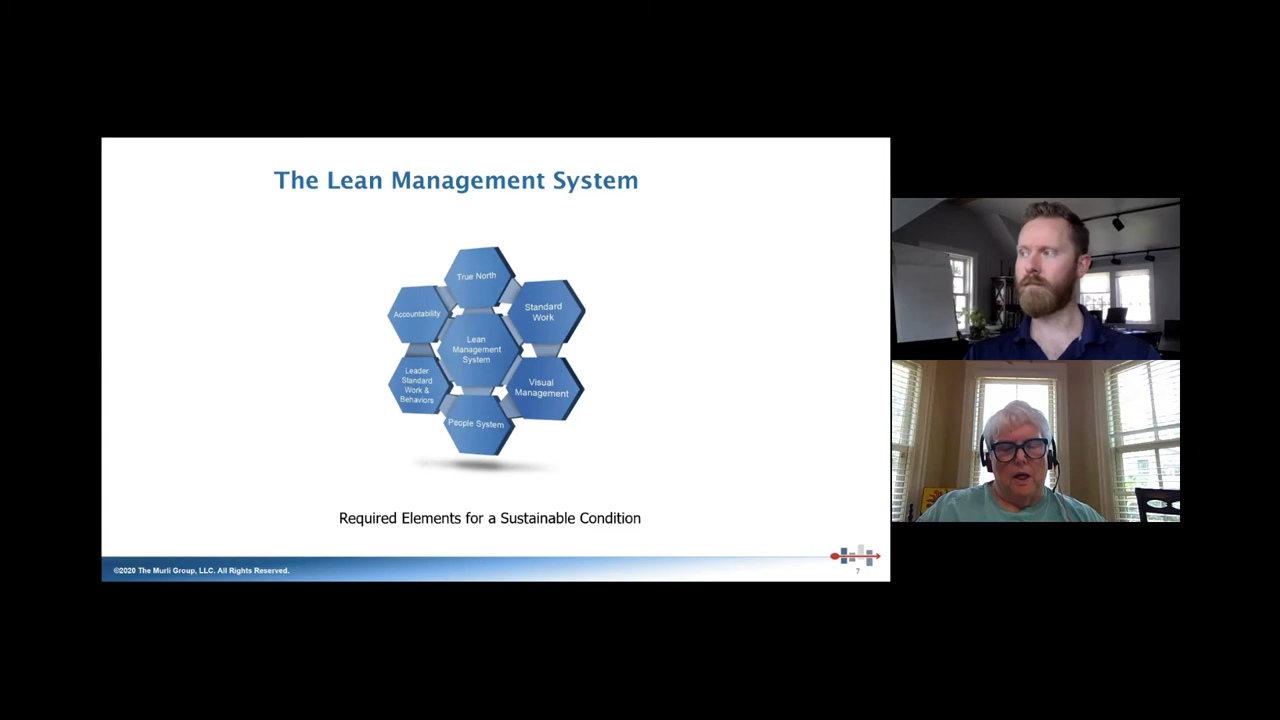 The Lean Management System
True North
Accountability
Standard
Work
Lean
Management
System
Leader
Standard
Work &
Behaviors
Visual
Management
People System
Required Elements for a Sustainable Condition
©2020 The Murli Group, LLC. All Rights Reserved.
7